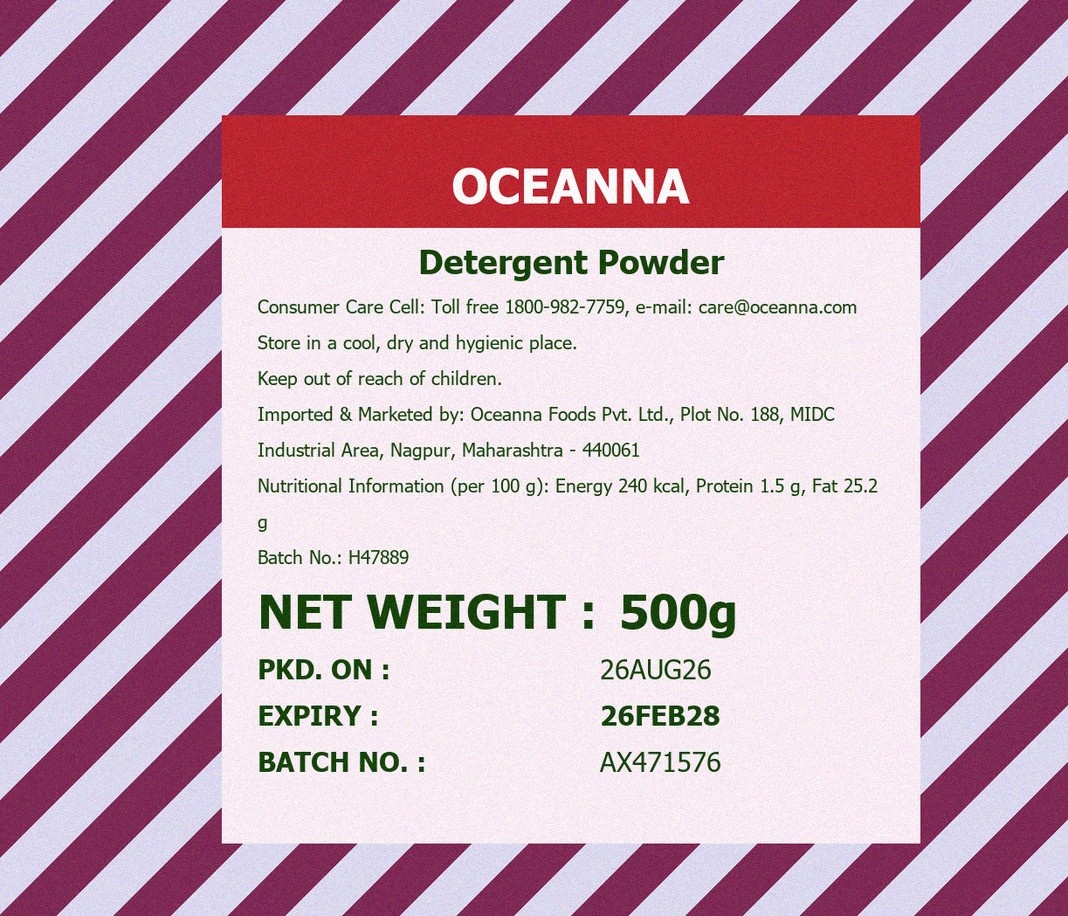 OCEANNA
Detergent Powder
Consumer Care Cell: Toll free 1800-982-7759, e-mail: care@oceanna.com
Store in a cool, dry and hygienic place.
Keep out of reach of children.
Imported & Marketed by: Oceanna Foods Pvt. Ltd., Plot No. 188, MIDC
Industrial Area, Nagpur, Maharashtra - 440061
Nutritional Information (per 100 g): Energy 240 kcal, Protein 1.5 g, Fat 25.2
g
Batch No.: H47889
NET WEIGHT : 500g
PKD. ON : 26AUG26
EXPIRY : 26FEB28
BATCH NO. : AX471576